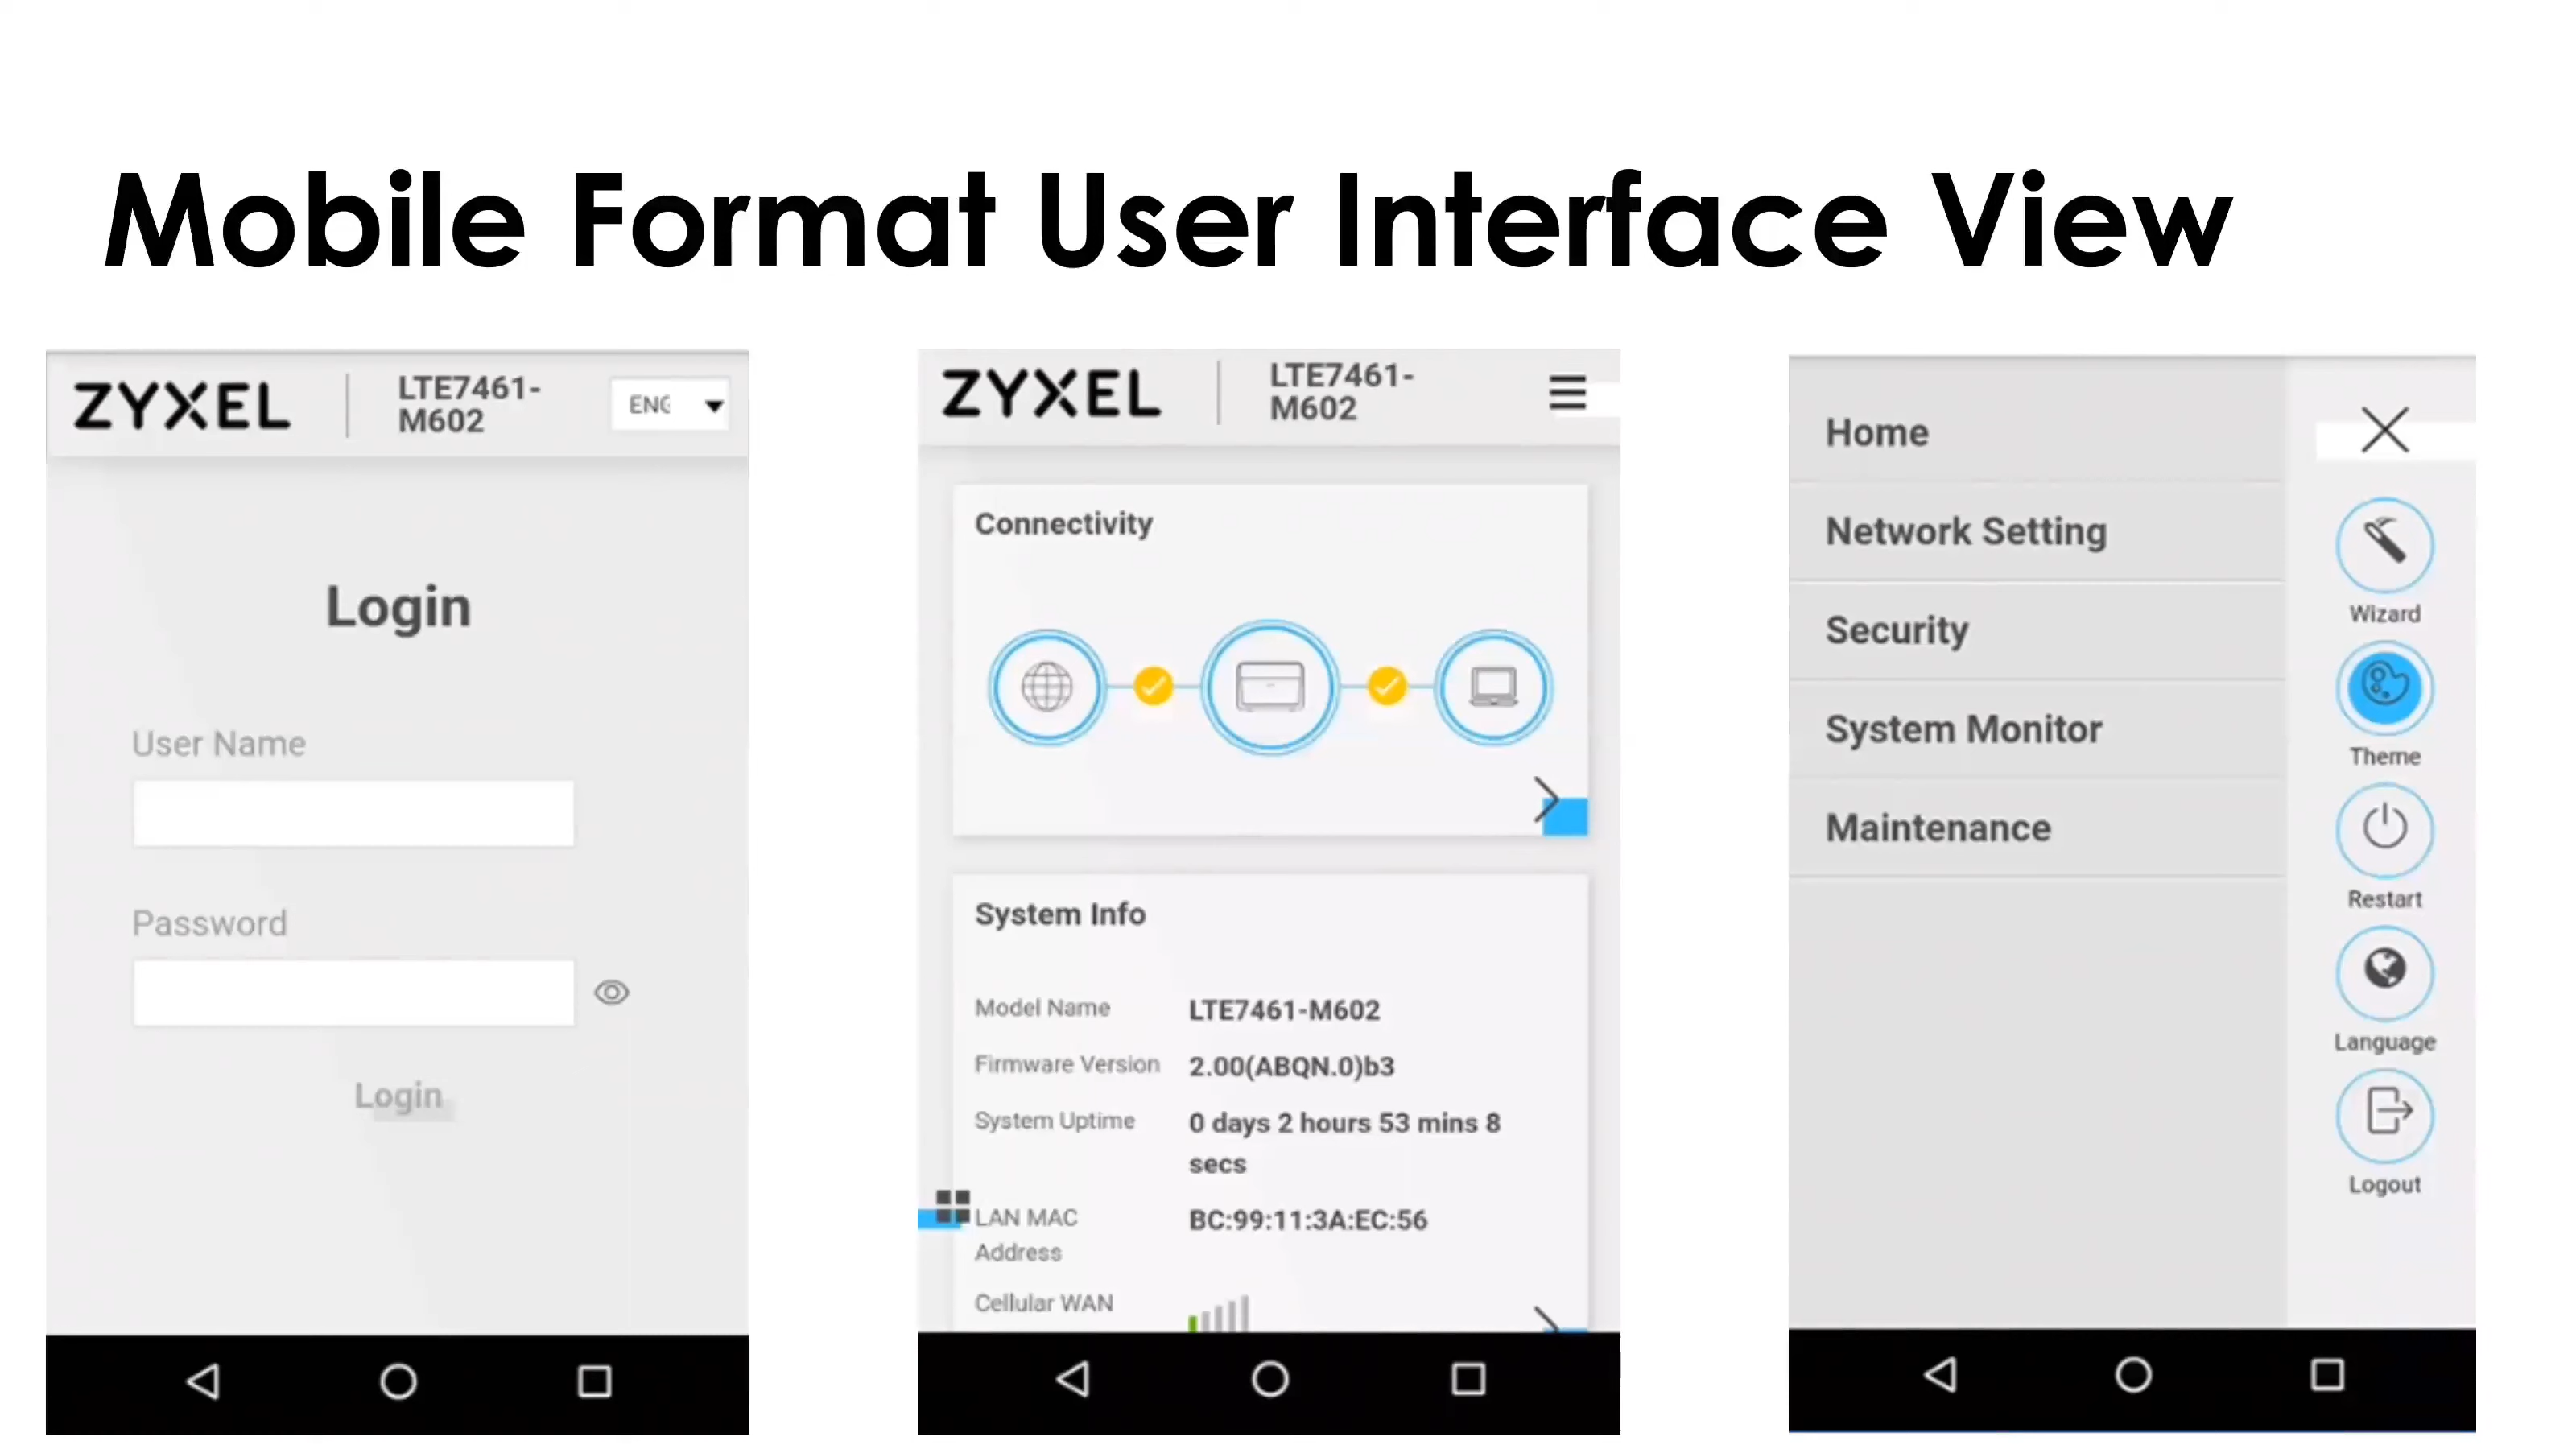 Mobile Format User Interface View
ZYXEL
LTE7461-
M602
ENG
Login
User Name
Password
Login
ZYXEL
LTE7461-
M602
Connectivity
System Info
Model Name LTE7461-M602
Firmware Version 2.00(ABQN.0)b3
System Uptime 0 days 2 hours 53 mins 8
secs
LAN MAC BC:99:11:3A:EC:56
Address
Cellular WAN
Home
Network Setting
Security
System Monitor
Maintenance
Wizard
Theme
Restart
Language
Logout